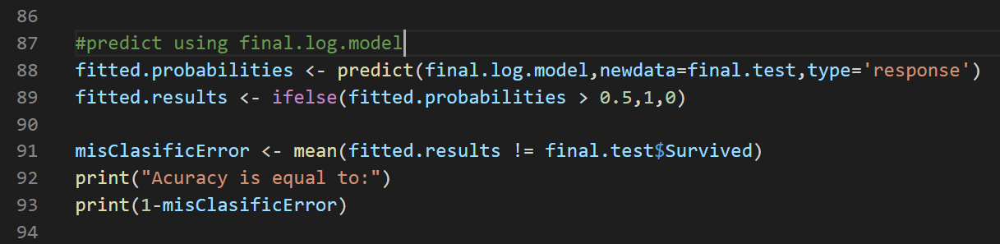 86
87 #predict using final.log.model
88 fitted.probabilities <- predict(final.log.model,newdata=final.test,type='response')
89 fitted.results <- ifelse(fitted.probabilities > 0.5,1,0)
90
91 misClasificError <- mean(fitted.results != final.test$Survived)
92 print("Acuracy is equal to:")
93 print(1-misClasificError)
94